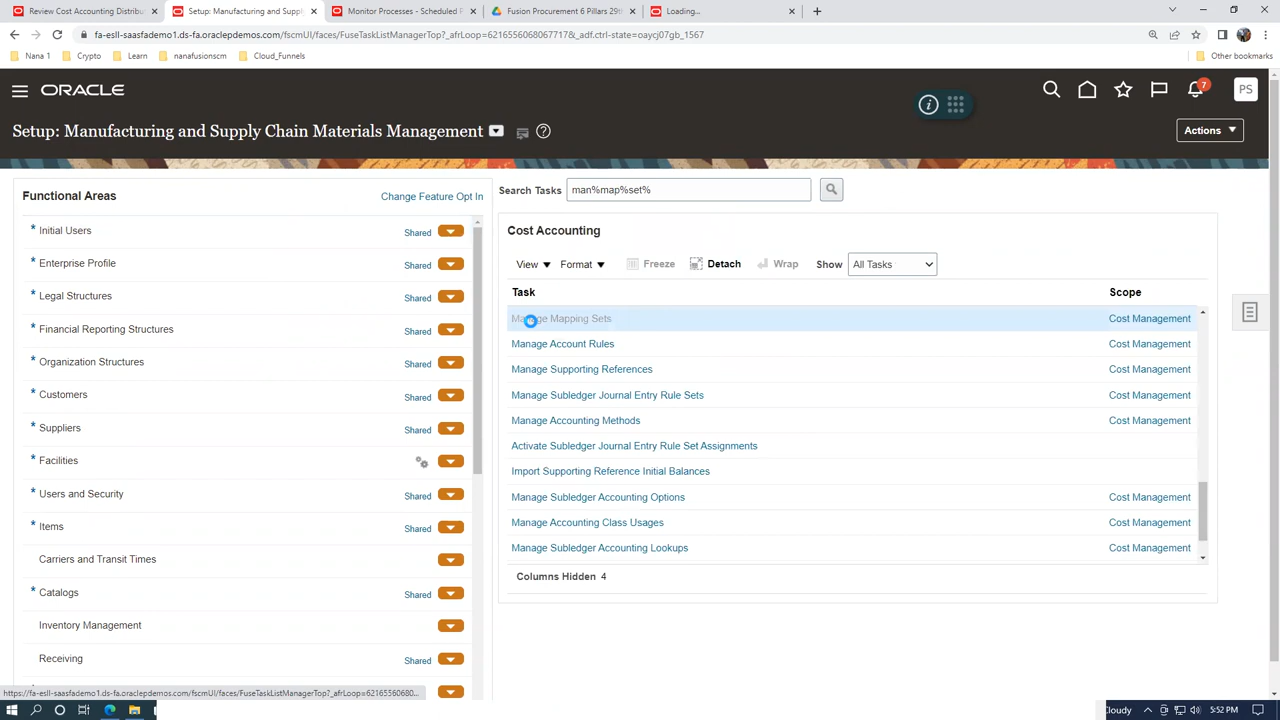 Review Cost Accounting Distribu
Setup: Manufacturing and Supply
Monitor Processes - Scheduled P
Fusion Procurement 6 Pillars 29th
Loading...
fa-esll-saasfademo1.ds-fa.oraclepdemos.com/fscmUI/faces/FuseTaskListManagerTop?_afrLoop=62165560680677717&_adf.ctrl-state=oaycj07gb_1567
Nana 1
Crypto
Learn
nanafusionscm
Cloud_Funnels
Other bookmarks
ORACLE
7
PS
Setup: Manufacturing and Supply Chain Materials Management
Actions
Functional Areas
Change Feature Opt In
* Initial Users Shared
* Enterprise Profile Shared
* Legal Structures Shared
* Financial Reporting Structures Shared
* Organization Structures Shared
* Customers Shared
* Suppliers Shared
* Facilities
* Users and Security Shared
* Items Shared
Carriers and Transit Times
* Catalogs Shared
Inventory Management
Receiving Shared
Search Tasks man%map%set%
Cost Accounting
View Format Freeze Detach Wrap Show All Tasks
Task Scope
Manage Mapping Sets Cost Management
Manage Account Rules Cost Management
Manage Supporting References Cost Management
Manage Subledger Journal Entry Rule Sets Cost Management
Manage Accounting Methods Cost Management
Activate Subledger Journal Entry Rule Set Assignments
Import Supporting Reference Initial Balances
Manage Subledger Accounting Options Cost Management
Manage Accounting Class Usages Cost Management
Manage Subledger Accounting Lookups Cost Management
Columns Hidden 4
https://fa-esll-saasfademo1.ds-fa.oraclepdemos.com/fscmUI/faces/FuseTaskListManagerTop?_afrLoop=6216556068...
Cloudy
5:52 PM